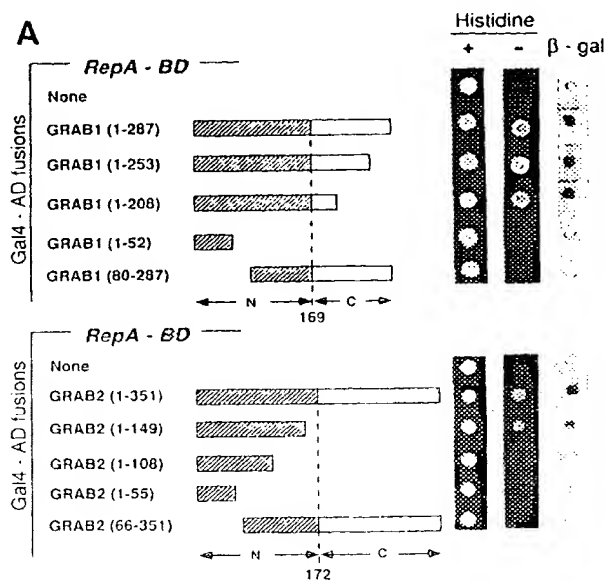 A
Histidine
+ - β - gal
RepA - BD
Gal4 - AD fusions
None
GRAB1 (1-287)
GRAB1 (1-253)
GRAB1 (1-208)
GRAB1 (1-52)
GRAB1 (80-287)
N C
169
RepA - BD
Gal4 - AD fusions
None
GRAB2 (1-351)
GRAB2 (1-149)
GRAB2 (1-108)
GRAB2 (1-55)
GRAB2 (66-351)
N C
172